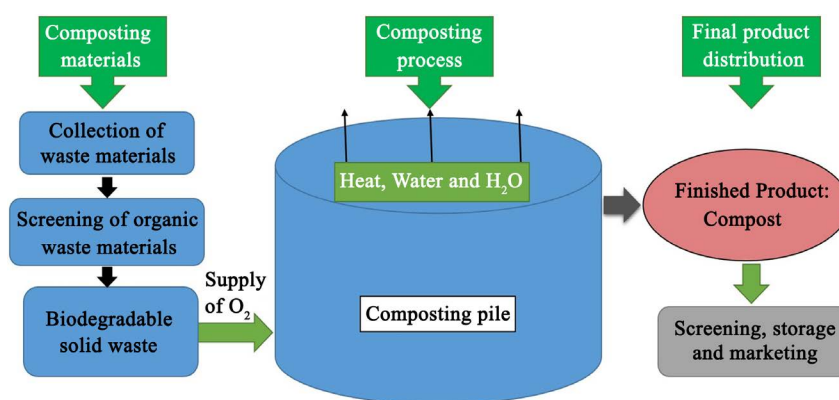 Composting
materials
Collection of
waste materials
Screening of organic
waste materials
Biodegradable
solid waste
Supply
of O₂
Composting
process
Heat, Water and H₂O
Composting pile
Final product
distribution
Finished Product:
Compost
Screening, storage
and marketing